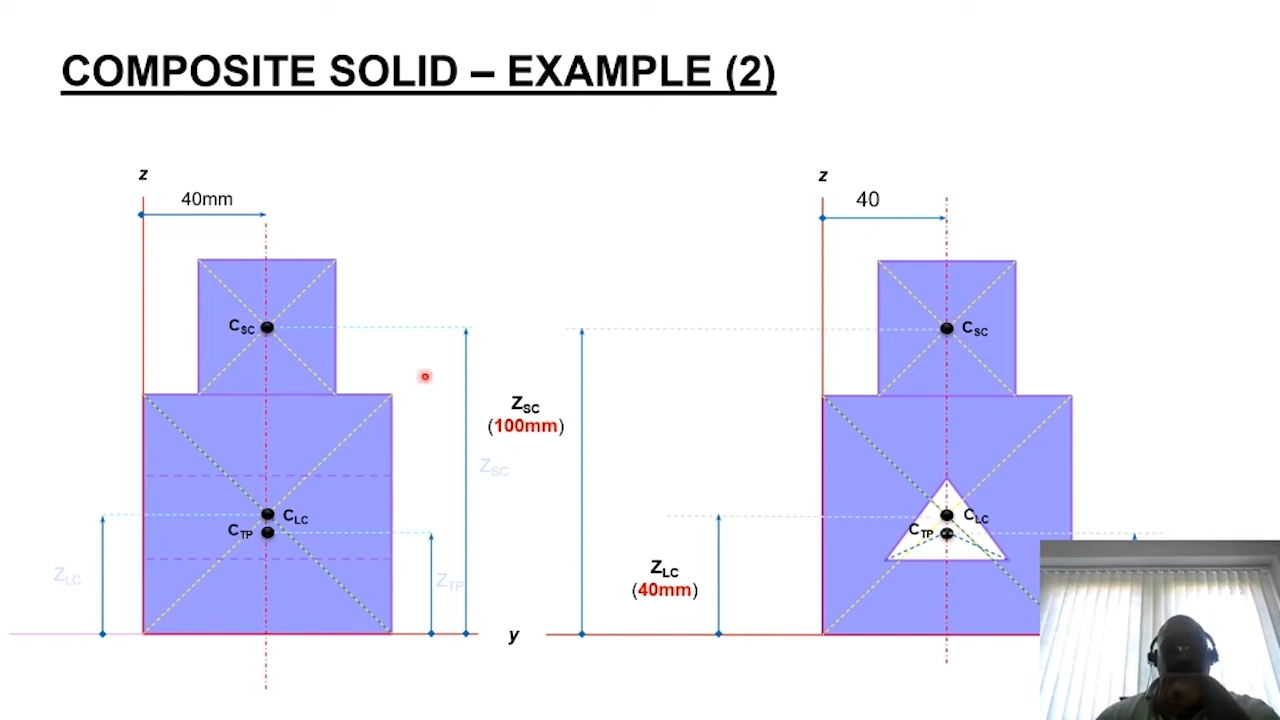 COMPOSITE SOLID – EXAMPLE (2)
z
40mm
C_SC
Z_SC
C_LC
C_TP
Z_LC
Z_TP
y
z
40
C_SC
Z_SC
(100mm)
C_LC
C_TP
Z_LC
(40mm)